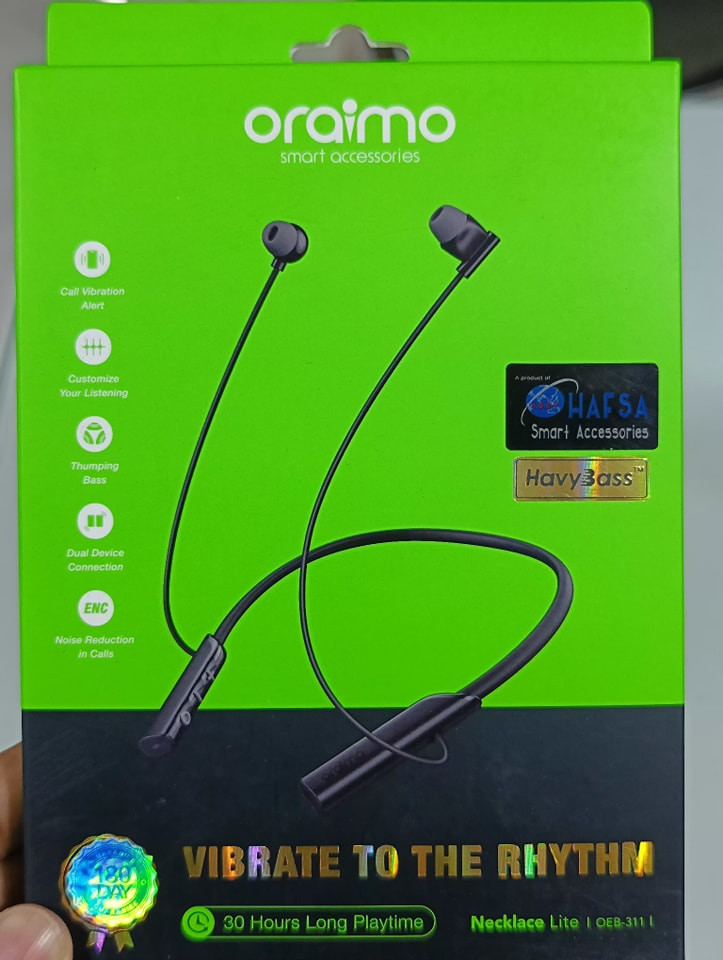 oraimo
smart accessories
Call Vibration
Alert
Customize
Your Listening
Thumping
Bass
Dual Device
Connection
ENC
Noise Reduction
in Calls
A product of
HAFSA
Smart Accessories
HavyBass™
oraimo
180
DAY
VIBRATE TO THE RHYTHM
30 Hours Long Playtime
Necklace Lite | OEB-311 |